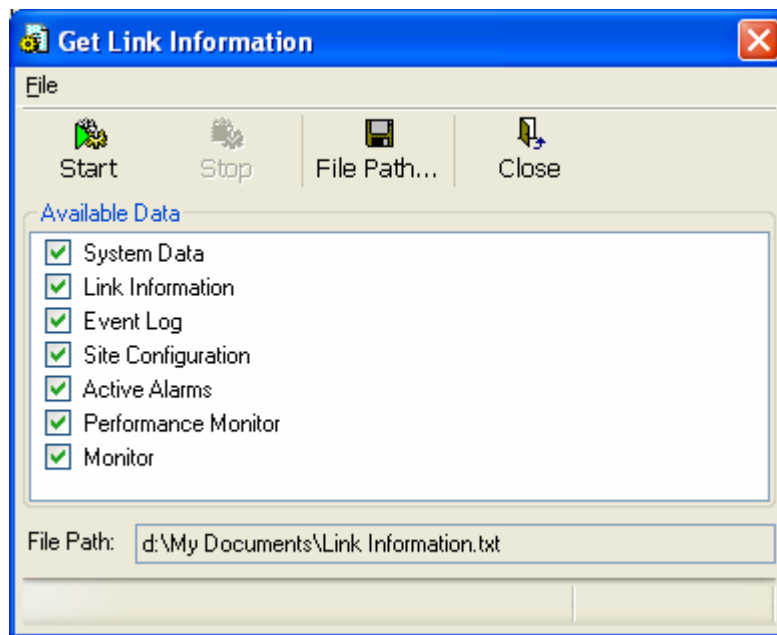 Get Link Information
File
Start Stop File Path... Close
Available Data
System Data
Link Information
Event Log
Site Configuration
Active Alarms
Performance Monitor
Monitor
File Path: d:\My Documents\Link Information.txt